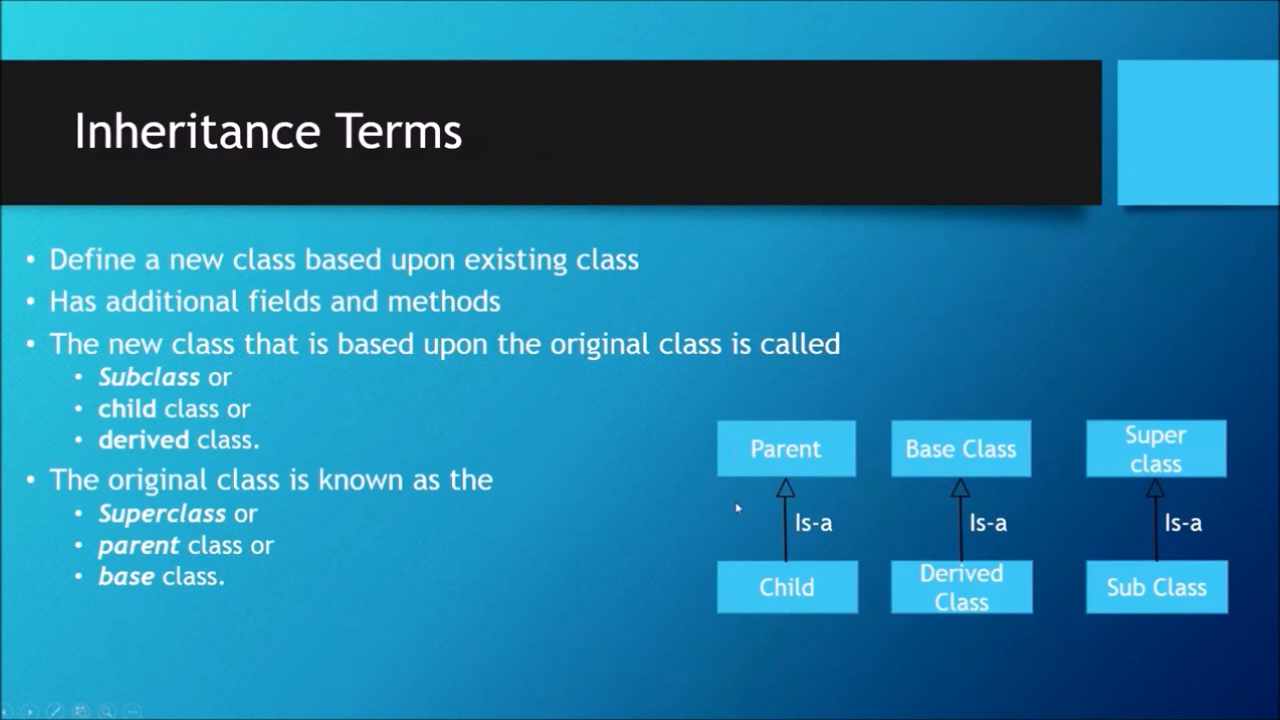 Inheritance Terms
• Define a new class based upon existing class
• Has additional fields and methods
• The new class that is based upon the original class is called
• Subclass or
• child class or
• derived class.
• The original class is known as the
• Superclass or
• parent class or
• base class.
Parent
Is-a
Child
Base Class
Is-a
Derived
Class
Super
class
Is-a
Sub Class